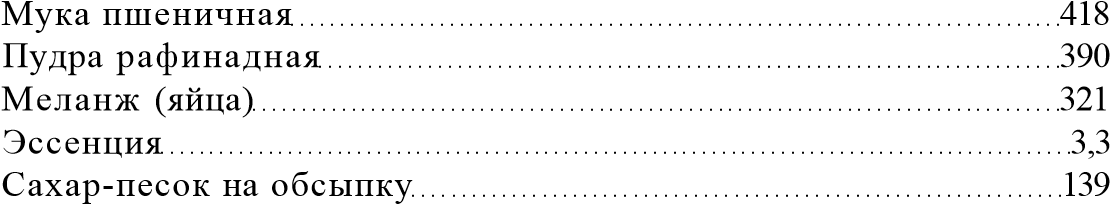 Мука пшеничная 418
Пудра рафинадная 390
Меланж (яйца) 321
Эссенция 3,3
Сахар-песок на обсыпку 139